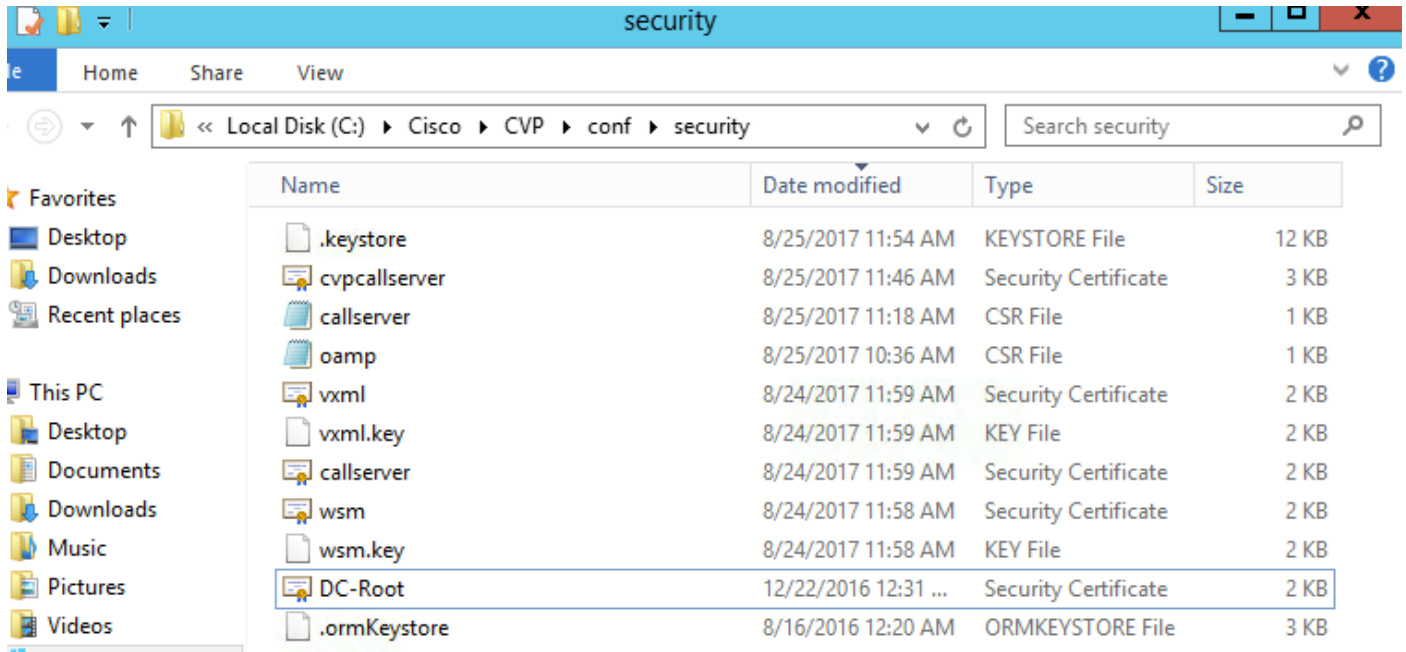 security
le Home Share View
« Local Disk (C:) ▸ Cisco ▸ CVP ▸ conf ▸ security Search security
Name Date modified Type Size
Favorites
Desktop
Downloads
Recent places
This PC
Desktop
Documents
Downloads
Music
Pictures
Videos
.keystore 8/25/2017 11:54 AM KEYSTORE File 12 KB
cvpcallserver 8/25/2017 11:46 AM Security Certificate 3 KB
callserver 8/25/2017 11:18 AM CSR File 1 KB
oamp 8/25/2017 10:36 AM CSR File 1 KB
vxml 8/24/2017 11:59 AM Security Certificate 2 KB
vxml.key 8/24/2017 11:59 AM KEY File 2 KB
callserver 8/24/2017 11:59 AM Security Certificate 2 KB
wsm 8/24/2017 11:58 AM Security Certificate 2 KB
wsm.key 8/24/2017 11:58 AM KEY File 2 KB
DC-Root 12/22/2016 12:31 ... Security Certificate 2 KB
.ormKeystore 8/16/2016 12:20 AM ORMKEYSTORE File 3 KB